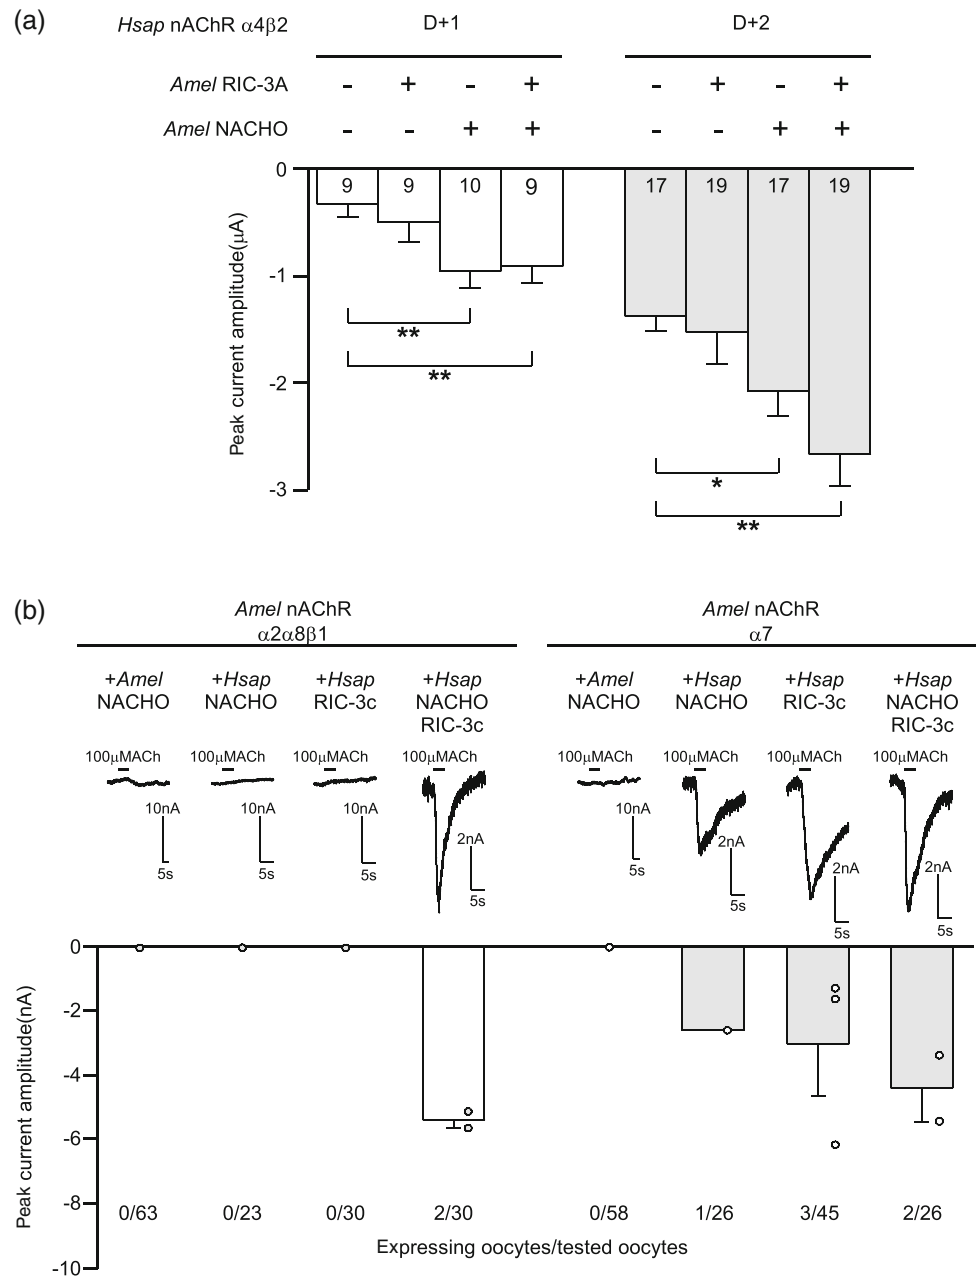 (a)
Hsap nAChR α4β2 D+1 D+2
Amel RIC-3A - + - + - + - +
Amel NACHO - - + + - - + +
0
9 9 10 9 17 19 17 19
-1
-2
-3
Peak current amplitude(μA)
**
**
*
**
(b)
Amel nAChR
α2α8β1
Amel nAChR
α7
+Amel
NACHO
+Hsap
NACHO
+Hsap
RIC-3c
+Hsap
NACHO
RIC-3c
+Amel
NACHO
+Hsap
NACHO
+Hsap
RIC-3c
+Hsap
NACHO
RIC-3c
100μMACh 100μMACh 100μMACh 100μMACh 100μMACh 100μMACh 100μMACh 100μMACh
10nA
5s
10nA
5s
10nA
5s
2nA
5s
10nA
5s
2nA
5s
2nA
5s
2nA
5s
0
-2
-4
-6
-8
-10
Peak current amplitude(nA)
0/63 0/23 0/30 2/30 0/58 1/26 3/45 2/26
Expressing oocytes/tested oocytes